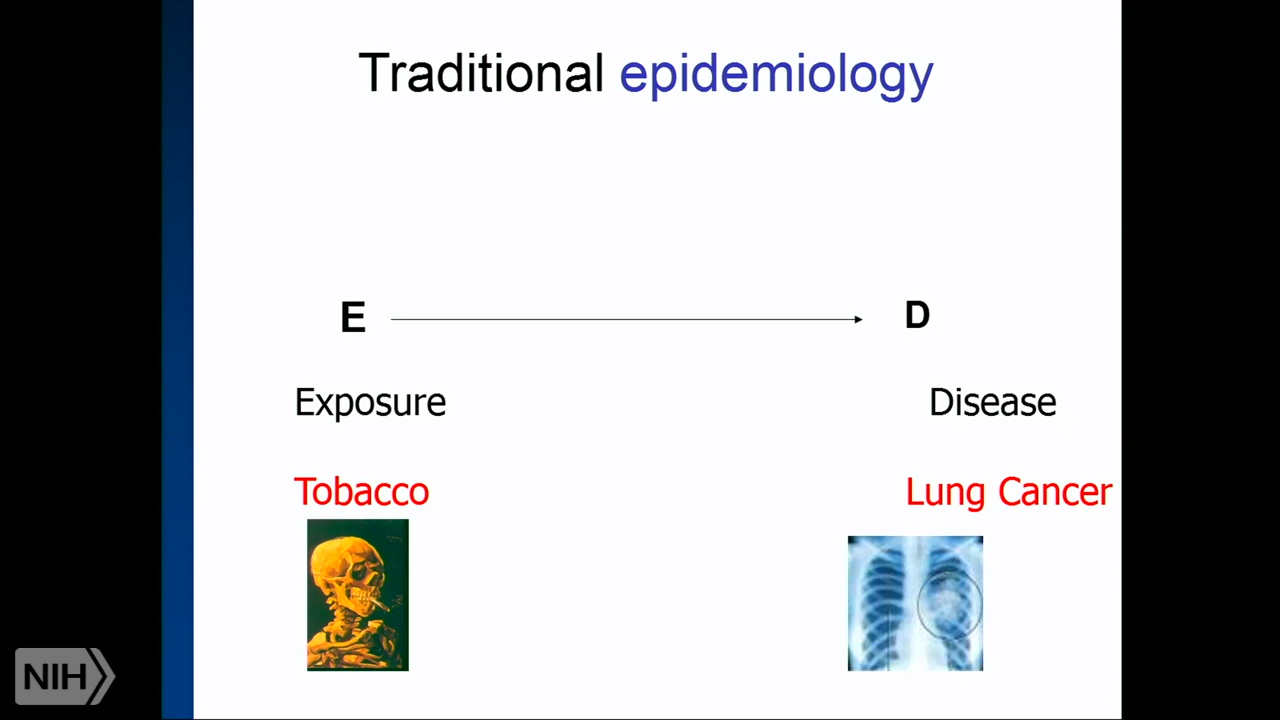 Traditional epidemiology
E D
Exposure Disease
Tobacco Lung Cancer
NIH